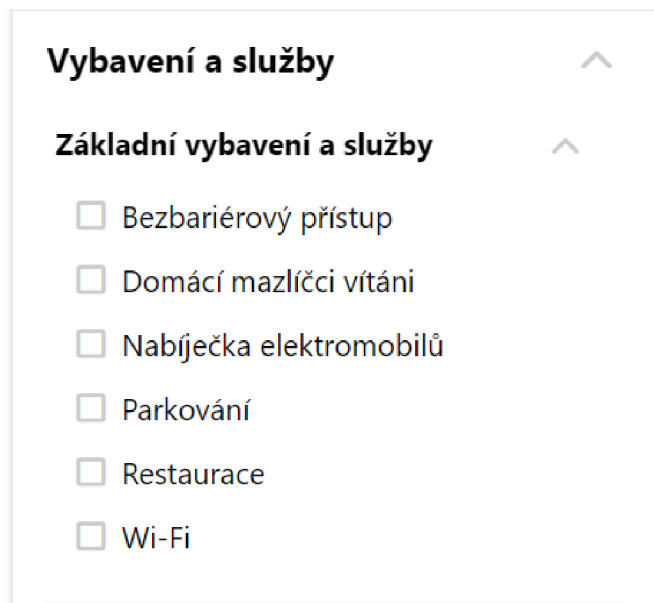 Vybavení a služby
Základní vybavení a služby
Bezbariérový přístup
Domácí mazlíčci vítáni
Nabíječka elektromobilů
Parkování
Restaurace
Wi-Fi